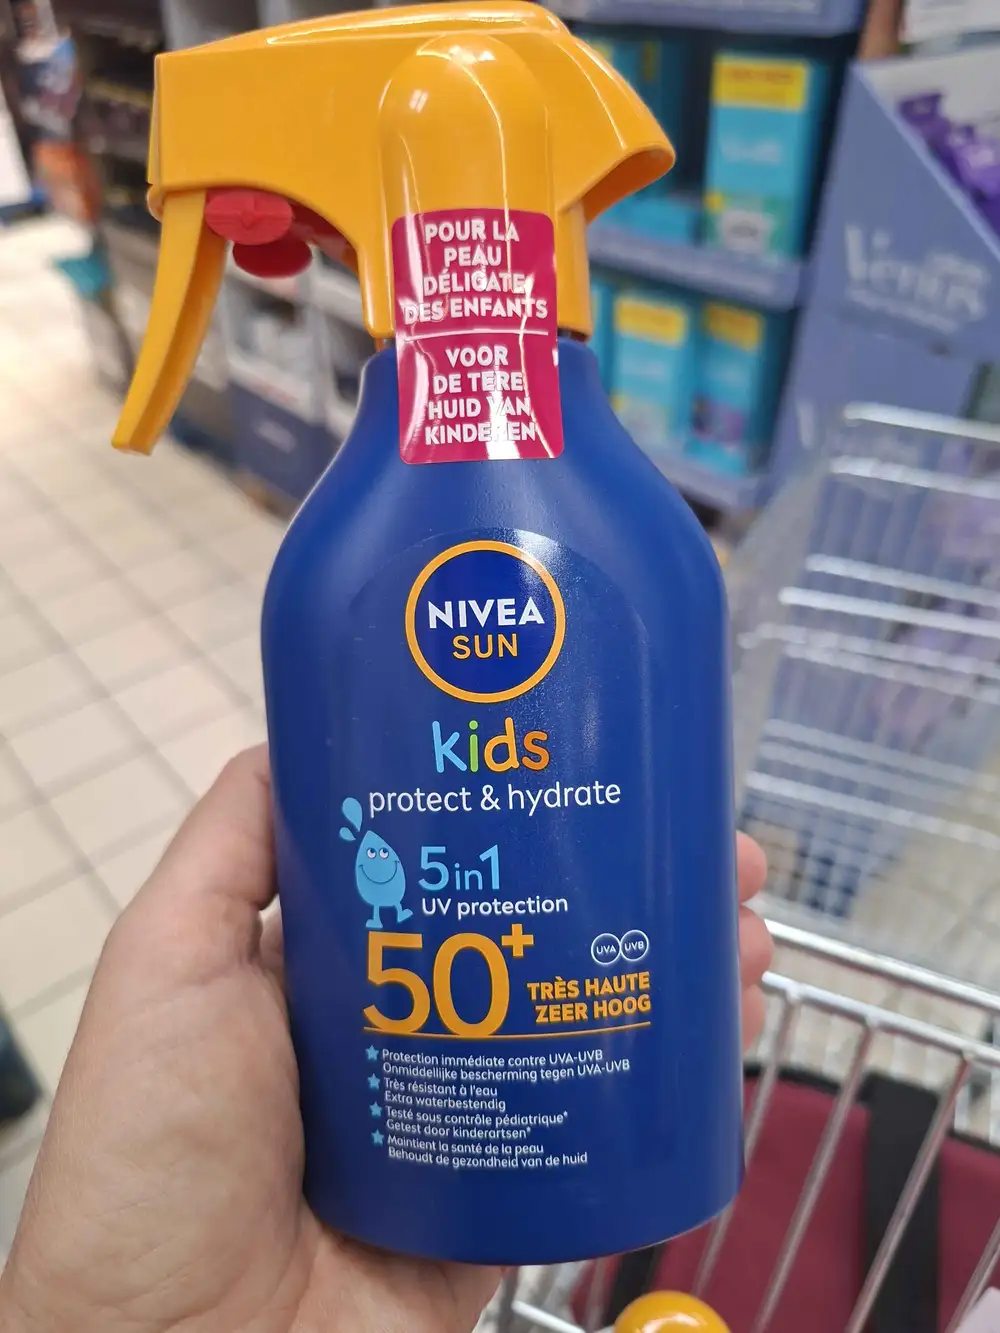 POUR LA
PEAU
DÉLICATE
DES ENFANTS
VOOR
DE TERE
HUID VAN
KINDEREN
NIVEA
SUN
kids
protect & hydrate
5in1
UV protection
50+
UVA UVB
TRÈS HAUTE
ZEER HOOG
Protection immédiate contre UVA-UVB
Onmiddellijke bescherming tegen UVA-UVB
Très résistant à l'eau
Extra waterbestendig
Testé sous contrôle pédiatrique*
Getest door kinderartsen*
Maintient la santé de la peau
Behoudt de gezondheid van de huid
Venus